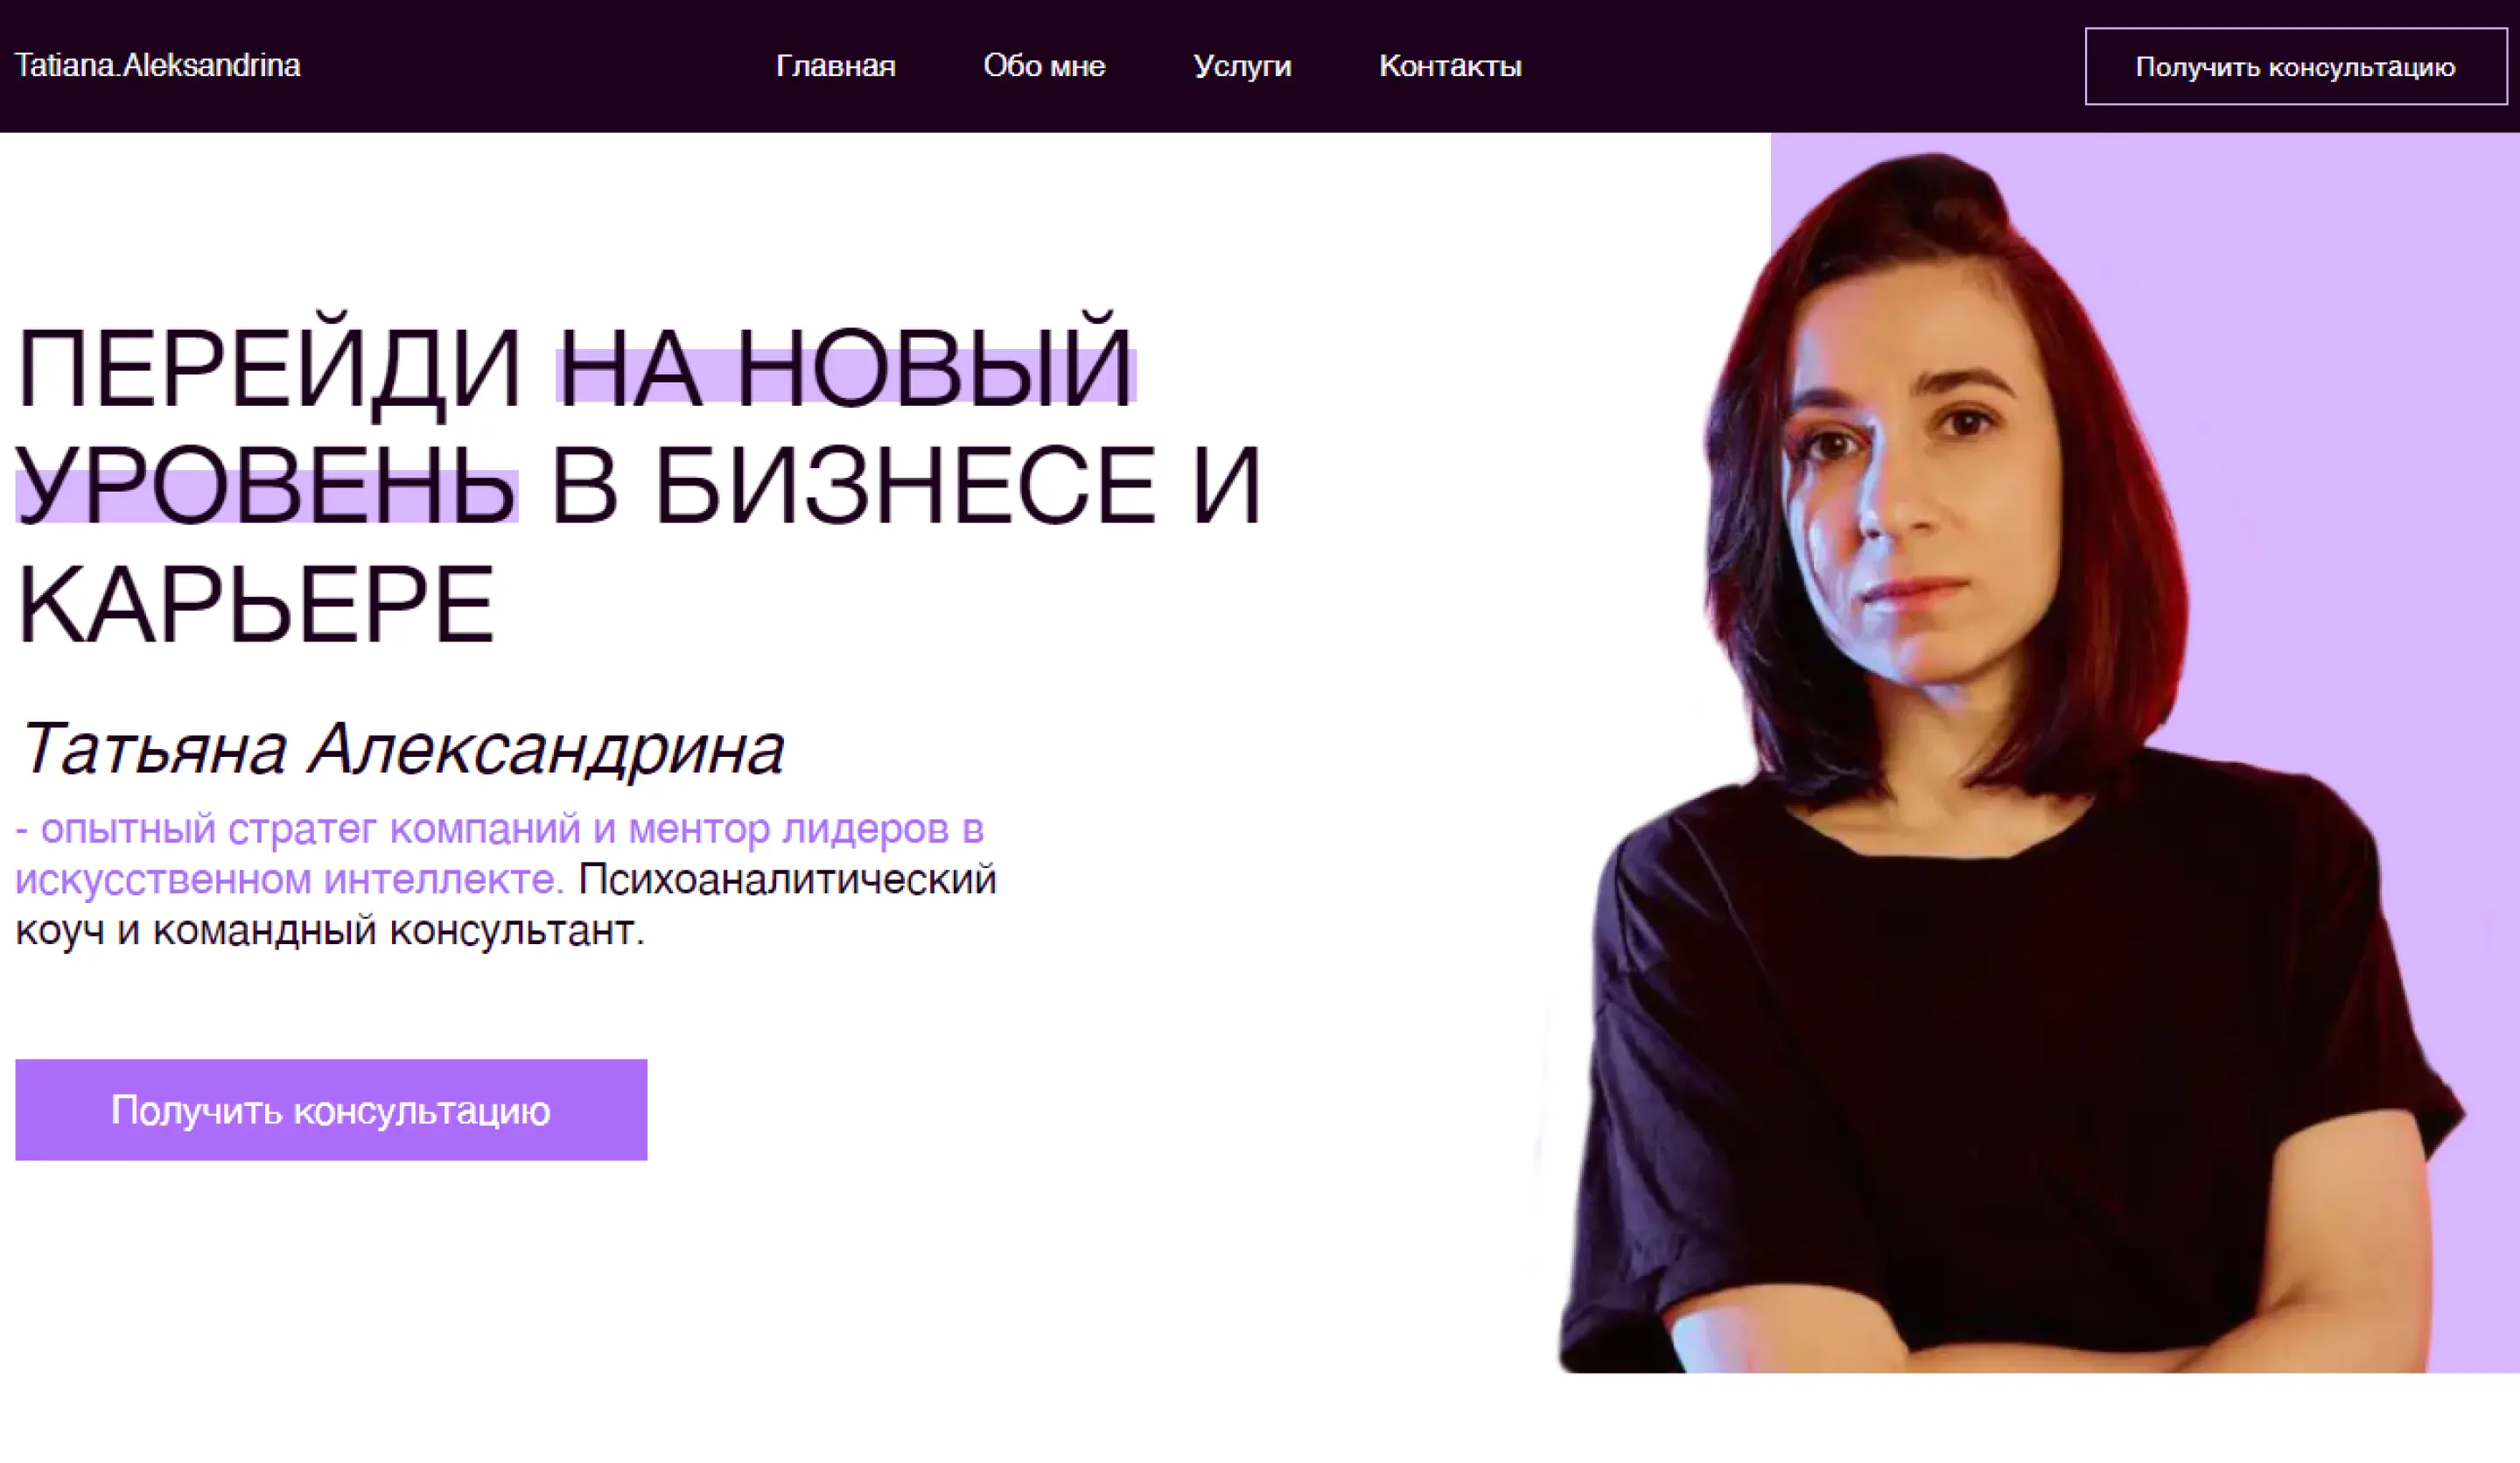 Tatiana.Aleksandrina
Главная
Обо мне
Услуги
Контакты
Получить консультацию
ПЕРЕЙДИ НА НОВЫЙ
УРОВЕНЬ В БИЗНЕСЕ И
КАРЬЕРЕ
Татьяна Александрина
- опытный стратег компаний и ментор лидеров в
искусственном интеллекте. Психоаналитический
коуч и командный консультант.
Получить консультацию